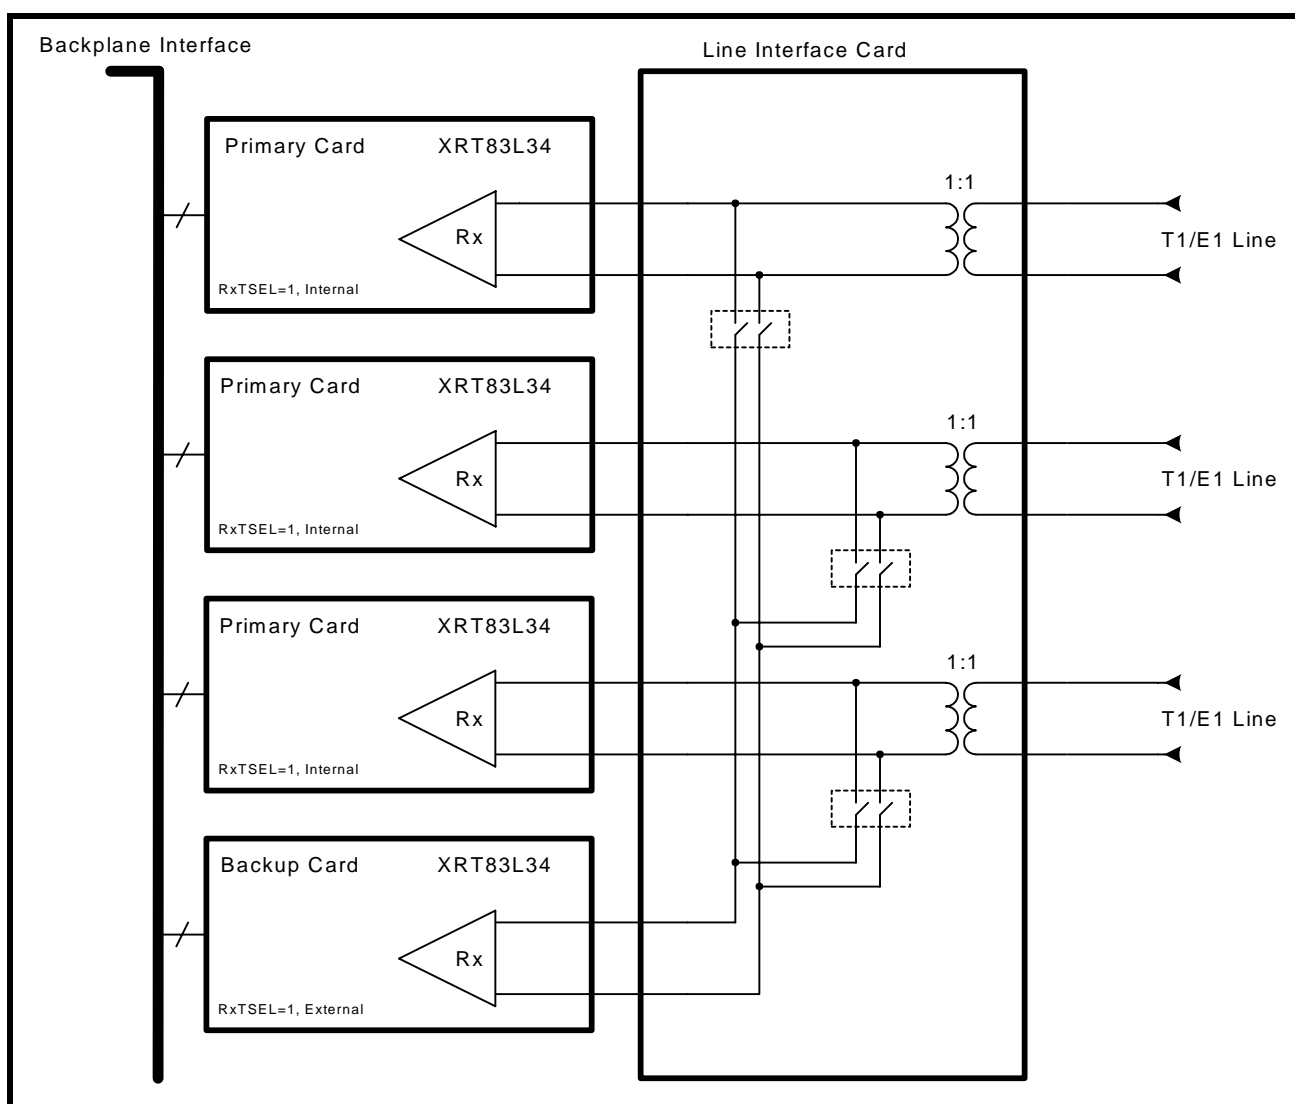 Backplane Interface
Line Interface Card
Primary Card XRT83L34
1:1
Rx
T1/E1 Line
RxTSEL=1, Internal
Primary Card XRT83L34
1:1
Rx
T1/E1 Line
RxTSEL=1, Internal
Primary Card XRT83L34
1:1
Rx
T1/E1 Line
RxTSEL=1, Internal
Backup Card XRT83L34
Rx
RxTSEL=1, External